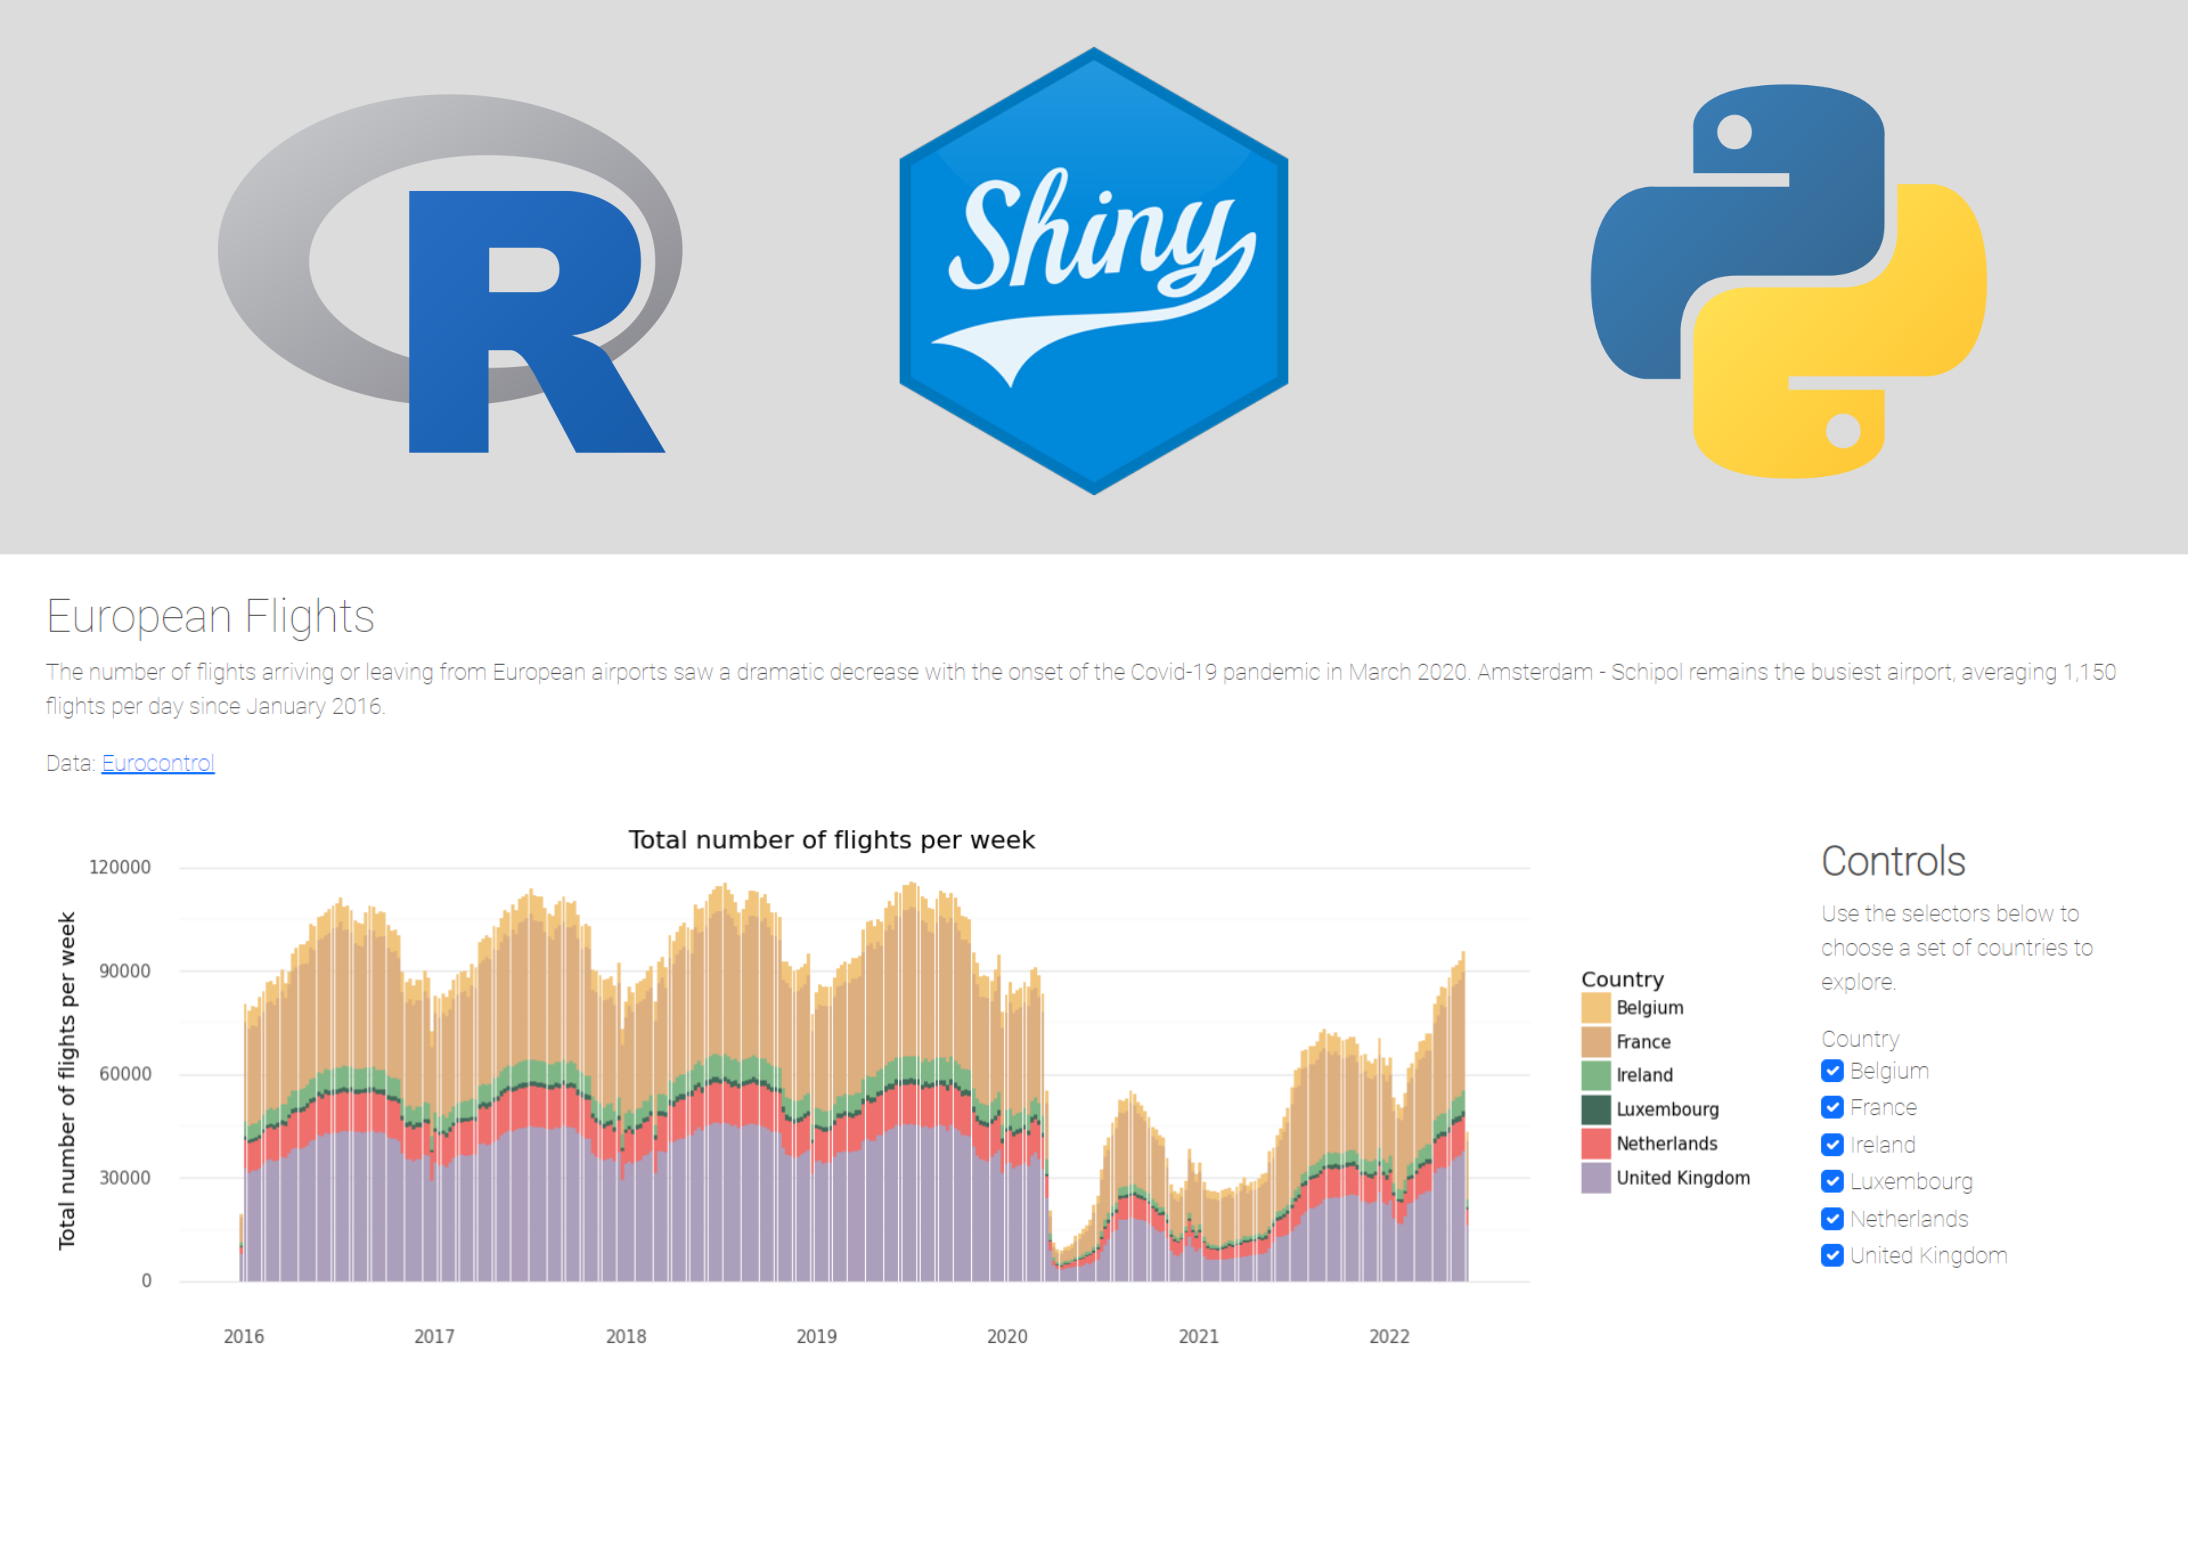 R
Shiny
European Flights
The number of flights arriving or leaving from European airports saw a dramatic decrease with the onset of the Covid-19 pandemic in March 2020. Amsterdam - Schipol remains the busiest airport, averaging 1,150
flights per day since January 2016.
Data: Eurocontrol
Total number of flights per week
Total number of flights per week
120000
90000
60000
30000
0
2016 2017 2018 2019 2020 2021 2022
Country
Belgium
France
Ireland
Luxembourg
Netherlands
United Kingdom
Controls
Use the selectors below to
choose a set of countries to
explore.
Country
Belgium
France
Ireland
Luxembourg
Netherlands
United Kingdom